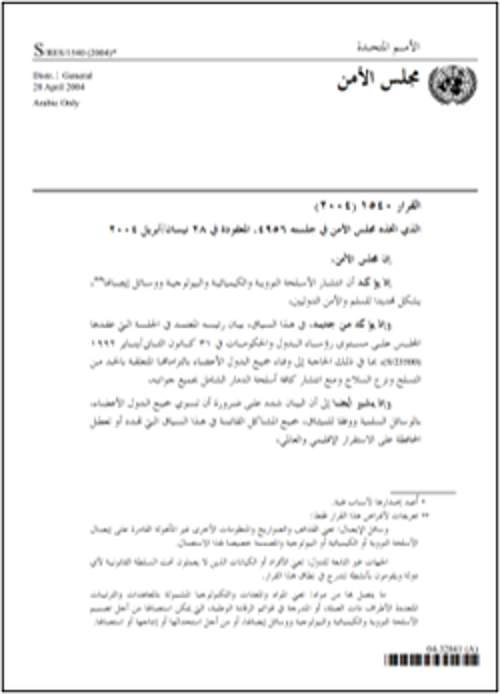 الأمم المتحدة
S/RES/1540 (2004)*
مجلس الأمن
Distr.: General
28 April 2004
Arabic Only
القرار ١٥٤٠ (٢٠٠٤)
الذي اتخذه مجلس الأمن في جلسته ٤٩٥٦، المعقودة في ٢٨ نيسان/أبريل ٢٠٠٤
إن مجلس الأمن،
وإذ يؤكد أن انتشار الأسلحة النووية والكيميائية والبيولوجية ووسائل إيصالها**،
يشكل تهديدا للسلم والأمن الدوليين،
وإذ يؤكد من جديد، في هذا السياق، بيان رئيسه المعتمد في الجلسة التي عقدها
المجلس على مستوى رؤساء الدول والحكومات في ٣١ كانون الثاني/يناير ١٩٩٢
(S/23500)، بما في ذلك الحاجة إلى وفاء جميع الدول الأعضاء بالتزاماتها المتعلقة بالحد من
التسلح ونزع السلاح ومنع انتشار كافة أسلحة الدمار الشامل بجميع جوانبه،
وإذ يشير أيضا إلى أن البيان شدد على ضرورة أن تسوي جميع الدول الأعضاء،
بالوسائل السلمية ووفقا للميثاق، جميع المشاكل القائمة في هذا السياق التي تهدد أو تعطل
المحافظة على الاستقرار الإقليمي والعالمي،
* أعيد إصدارها لأسباب فنية.
** تعريفات لأغراض هذا القرار فقط:
وسائل الإيصال: تعني القذائف والصواريخ والمنظومات الأخرى غير المأهولة القادرة على إيصال
الأسلحة النووية أو الكيميائية أو البيولوجية والمصممة خصيصا لهذا الاستعمال.
الجهات غير التابعة للدول: تعني الأفراد أو الكيانات الذين لا يعملون تحت السلطة القانونية لأي
دولة ويقومون بأنشطة تندرج في نطاق هذا القرار.
ما يتصل بها من مواد: تعني المواد والمعدات والتكنولوجيا المشمولة بالمعاهدات والترتيبات
المتعددة الأطراف ذات الصلة، أو المدرجة في قوائم الرقابة الوطنية، التي يمكن استعمالها من أجل تصميم
الأسلحة النووية والكيميائية والبيولوجية ووسائل إيصالها، أو من أجل استحداثها أو إنتاجها أو استعمالها.
04-32841 (A)